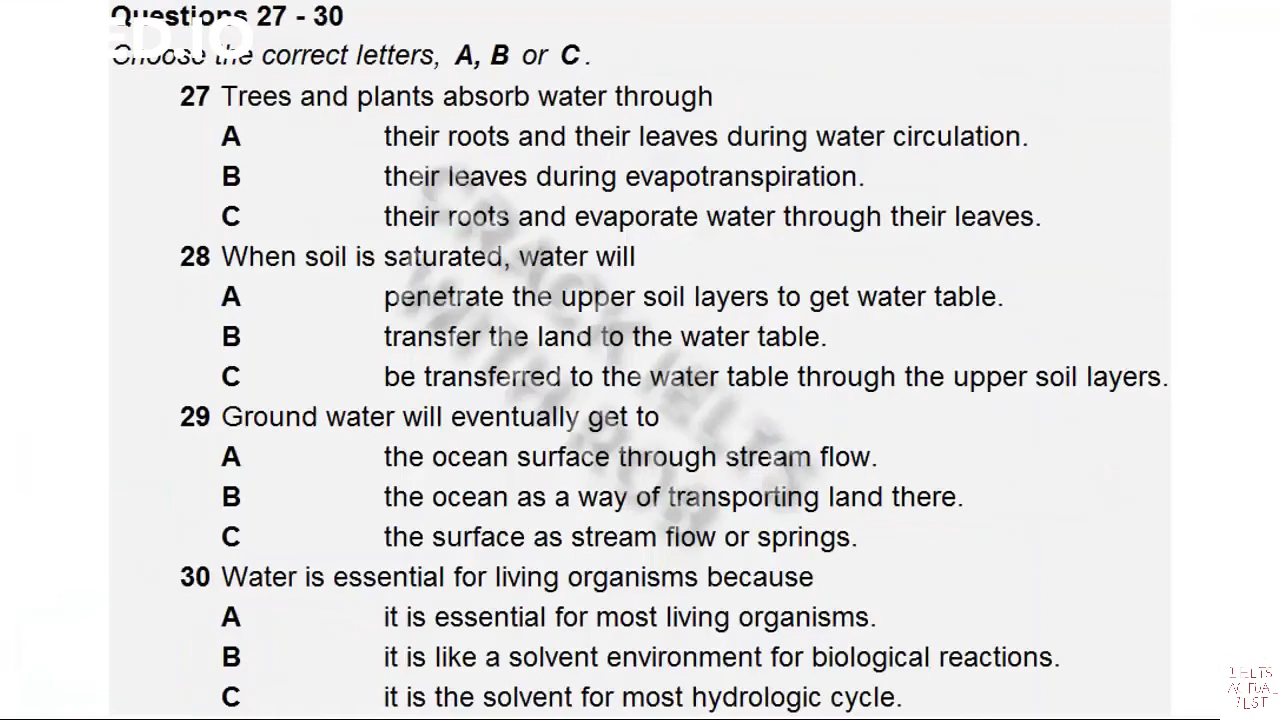 Questions 27 - 30
ED.IO
Choose the correct letters, A, B or C.
27 Trees and plants absorb water through
A their roots and their leaves during water circulation.
B their leaves during evapotranspiration.
C their roots and evaporate water through their leaves.
28 When soil is saturated, water will
A penetrate the upper soil layers to get water table.
B transfer the land to the water table.
C be transferred to the water table through the upper soil layers.
29 Ground water will eventually get to
A the ocean surface through stream flow.
B the ocean as a way of transporting land there.
C the surface as stream flow or springs.
30 Water is essential for living organisms because
A it is essential for most living organisms.
B it is like a solvent environment for biological reactions.
C it is the solvent for most hydrologic cycle.
CRACK IELTS
WITH ROB
IELTS
ACTUAL
TEST